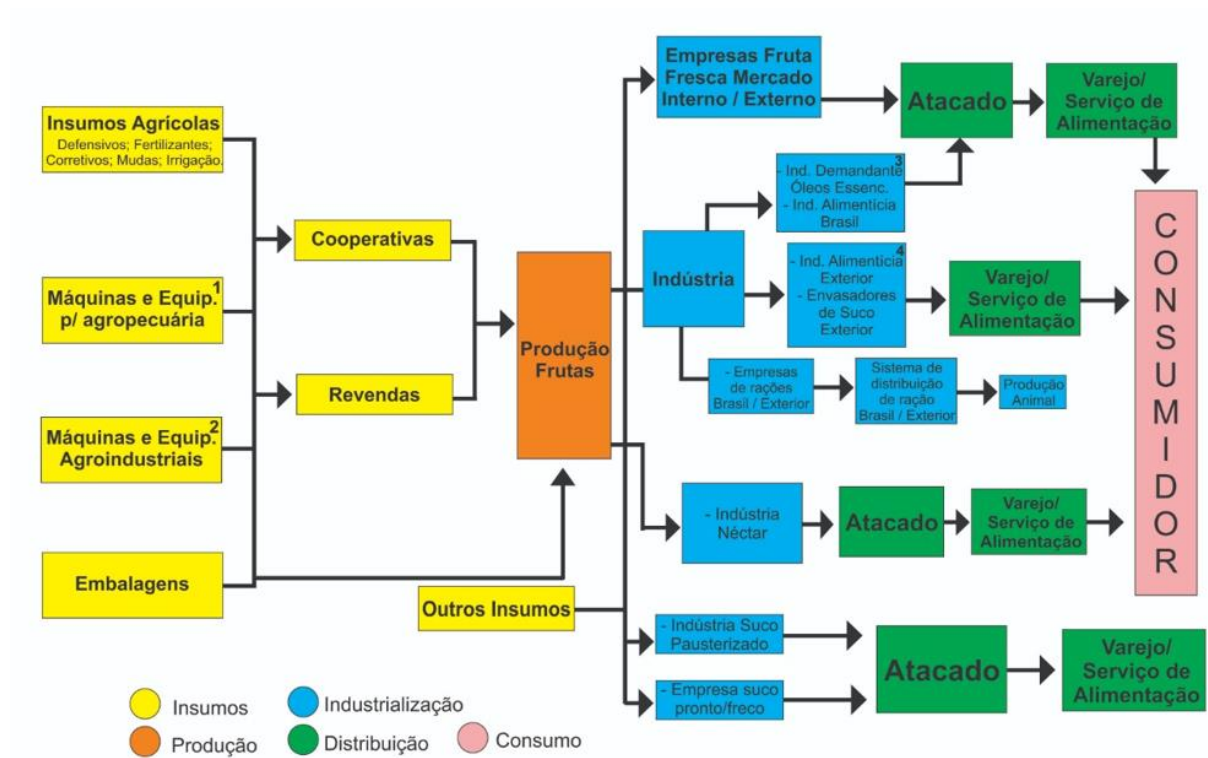 Insumos Agrícolas
Defensivos; Fertilizantes;
Corretivos; Mudas; Irrigação.
Máquinas e Equip.1
p/ agropecuária
Máquinas e Equip.2
Agroindustriais
Embalagens
Cooperativas
Revendas
Outros Insumos
Produção
Frutas
Empresas Fruta
Fresca Mercado
Interno / Externo
Atacado
Varejo/
Serviço de
Alimentação
Indústria
- Ind. Demandante3
Óleos Essenc.
- Ind. Alimentícia
Brasil
- Ind. Alimentícia4
Exterior
- Envasadores
de Suco
Exterior
Varejo/
Serviço de
Alimentação
- Empresas
de rações
Brasil / Exterior
Sistema de
distribuição
de ração
Brasil / Exterior
Produção
Animal
- Indústria
Néctar
Atacado
Varejo/
Serviço de
Alimentação
- Indústria Suco
Pausterizado
- Empresa suco
pronto/freco
Atacado
Varejo/
Serviço de
Alimentação
CONSUMIDOR
Insumos
Produção
Industrialização
Distribuição
Consumo